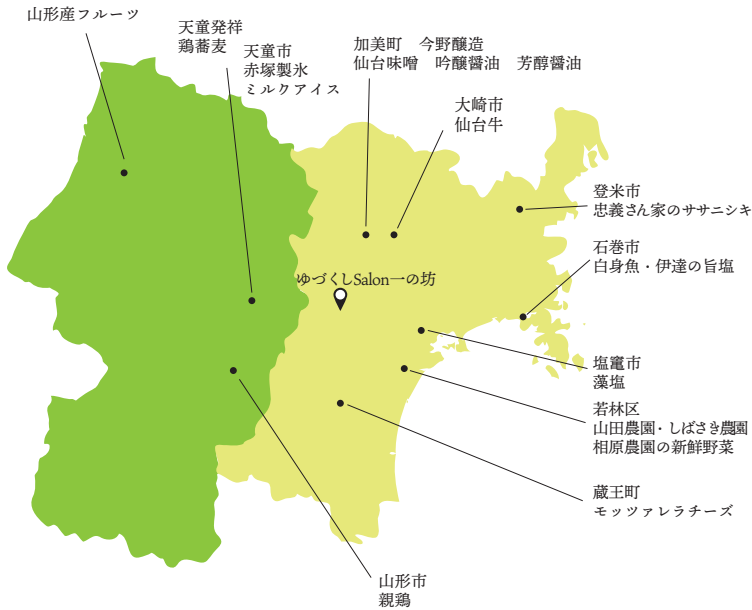 山形産フルーツ
天童発祥
鶏蕎麦
天童市
赤塚製氷
ミルクアイス
加美町　今野醸造
仙台味噌　吟醸醤油　芳醇醤油
大崎市
仙台牛
登米市
忠義さん家のササニシキ
石巻市
白身魚・伊達の旨塩
ゆづくしSalon一の坊
塩竈市
藻塩
若林区
山田農園・しばさき農園
相原農園の新鮮野菜
蔵王町
モッツァレラチーズ
山形市
親鶏